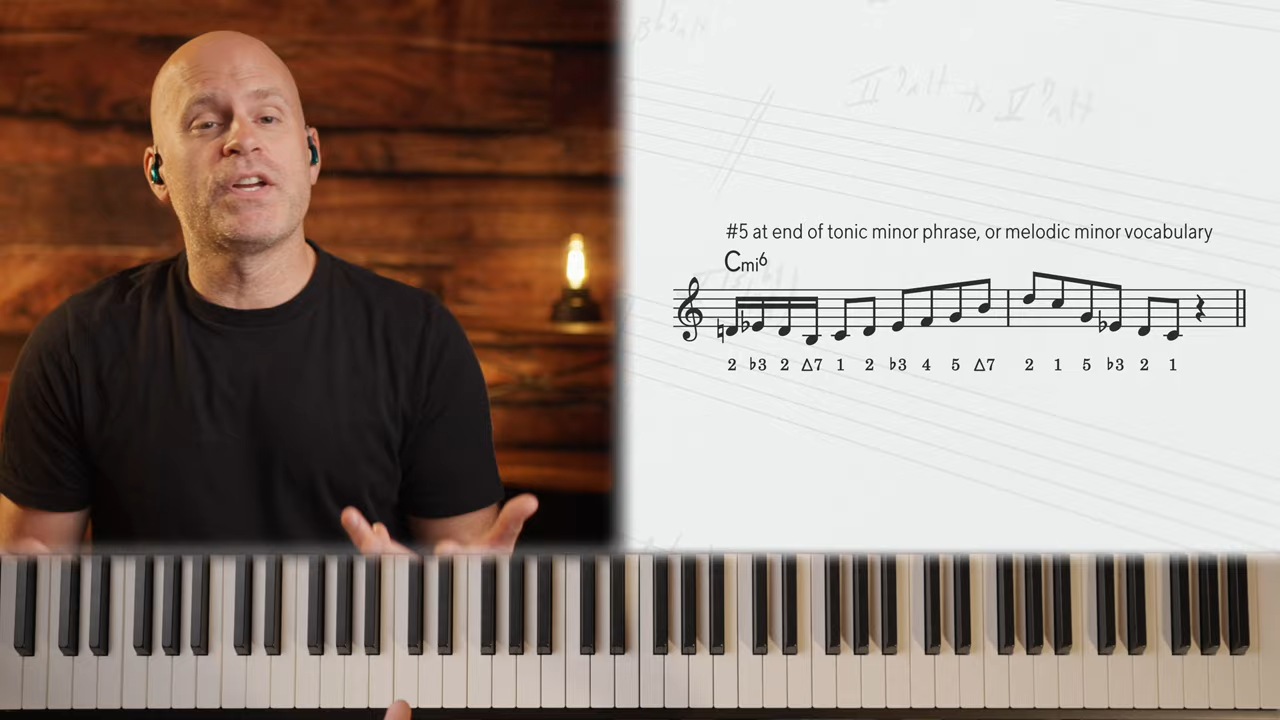 #5 at end of tonic minor phrase, or melodic minor vocabulary
Cmi6
2 ♭3 2 Δ7 1 2 ♭3 4 5 Δ7 2 1 5 ♭3 2 1